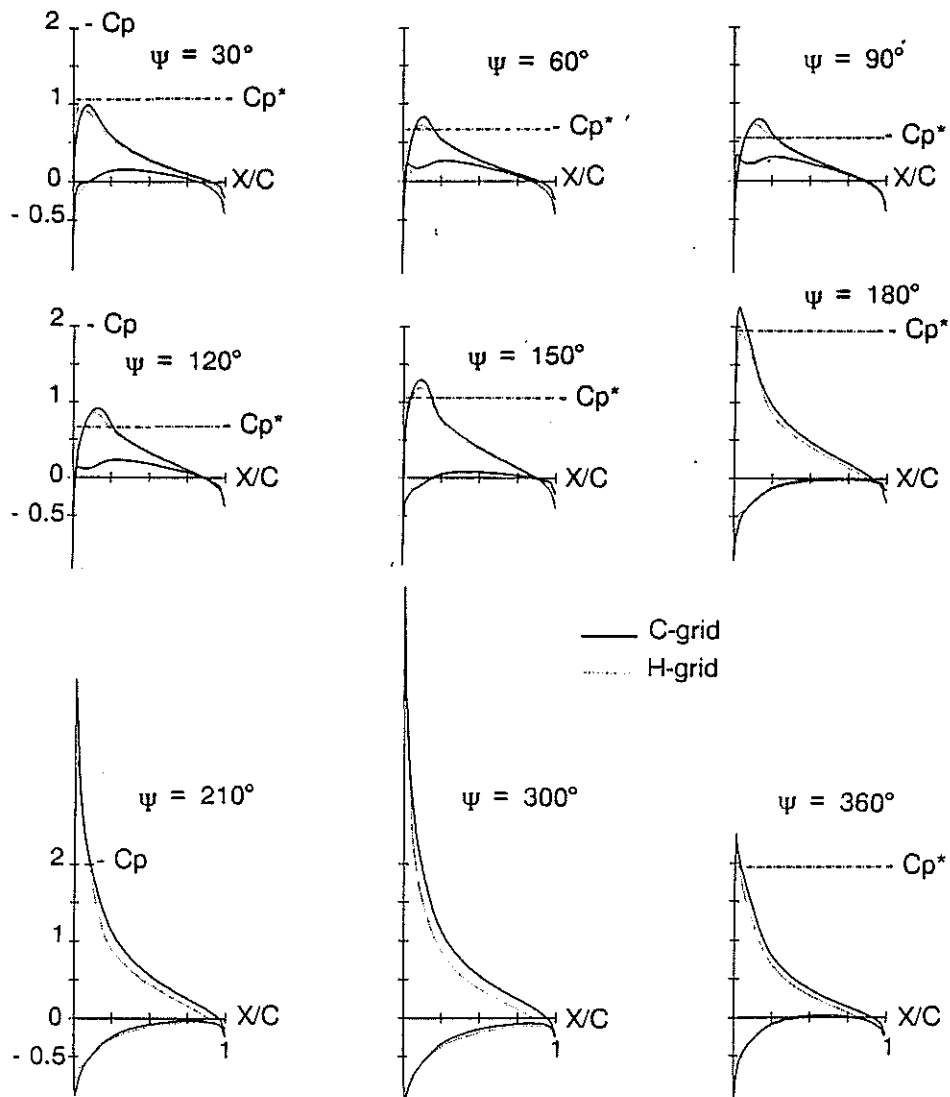 2 - Cp
Ψ = 30°
Ψ = 60°
Ψ = 90°
1
Cp*
Cp*
Cp*
0
X/C
X/C
X/C
- 0.5
2 - Cp
Ψ = 120°
Ψ = 150°
Ψ = 180°
Cp*
1
Cp*
Cp*
0
X/C
X/C
X/C
- 0.5
C-grid
H-grid
Ψ = 210°
Ψ = 300°
Ψ = 360°
2 - Cp
Cp*
1
0
X/C
X/C
X/C
- 0.5
1
1
1